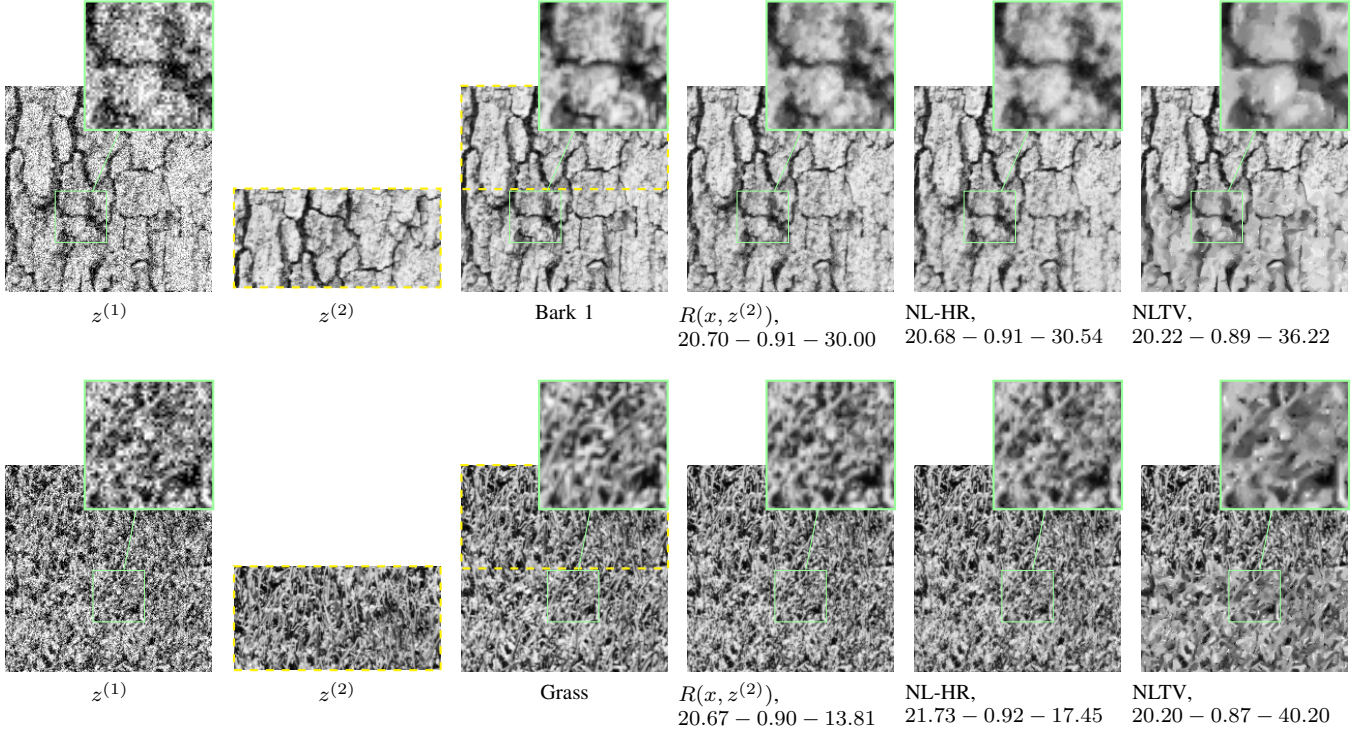 z^{(1)}
z^{(2)}
Bark 1
R(x, z^{(2)}),
20.70 − 0.91 − 30.00
NL-HR,
20.68 − 0.91 − 30.54
NLTV,
20.22 − 0.89 − 36.22
z^{(1)}
z^{(2)}
Grass
R(x, z^{(2)}),
20.67 − 0.90 − 13.81
NL-HR,
21.73 − 0.92 − 17.45
NLTV,
20.20 − 0.87 − 40.20